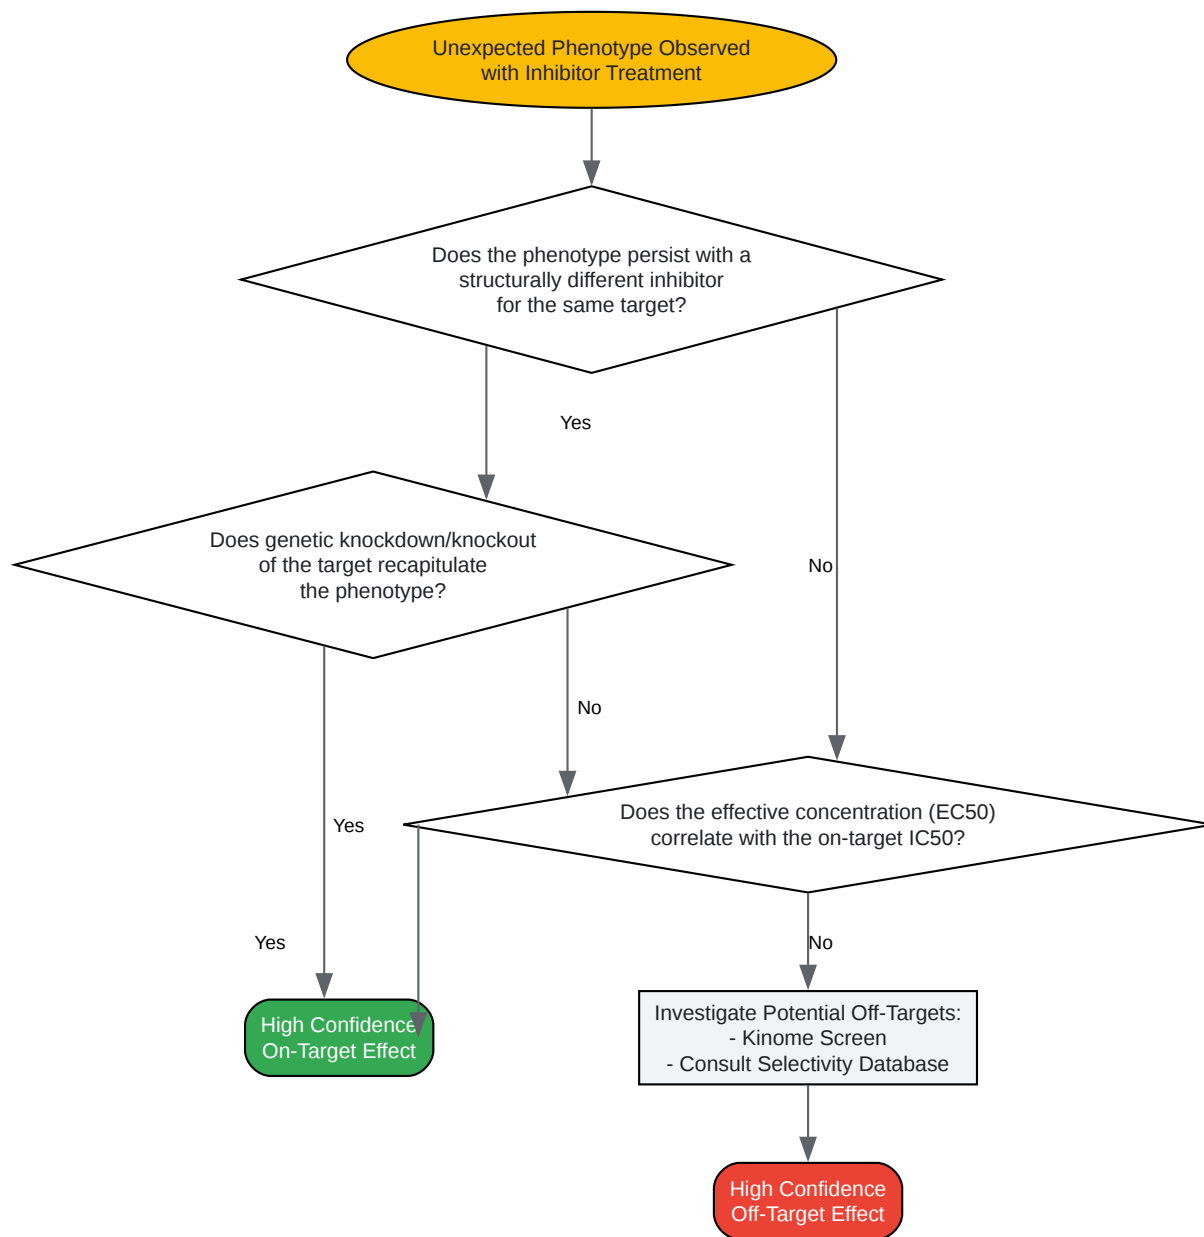 Unexpected Phenotype Observed
with Inhibitor Treatment
Does the phenotype persist with a
structurally different inhibitor
for the same target?
Yes
Does genetic knockdown/knockout
of the target recapitulate
the phenotype?
No
No
Does the effective concentration (EC50)
correlate with the on-target IC50?
Yes
Yes
No
High Confidence
On-Target Effect
Investigate Potential Off-Targets:
- Kinome Screen
- Consult Selectivity Database
High Confidence
Off-Target Effect